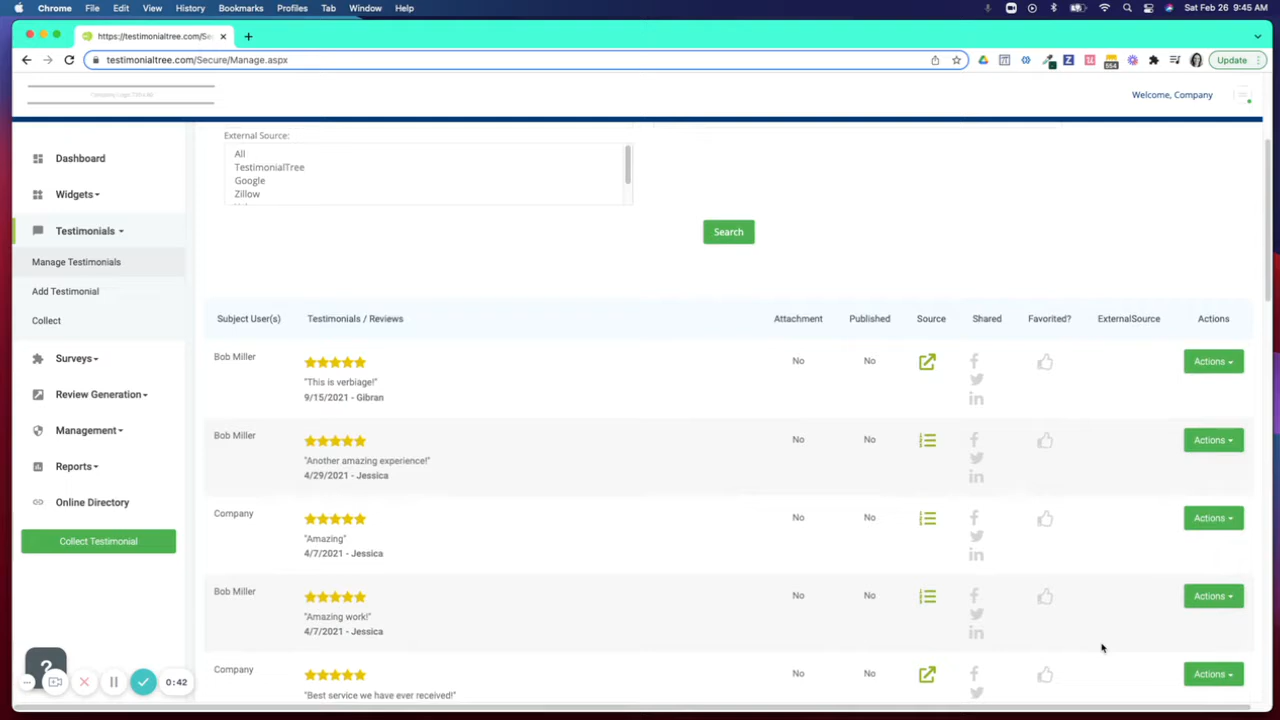 Chrome File Edit View History Bookmarks Profiles Tab Window Help Sat Feb 26 9:45 AM
https://testimonialtree.com/Se
testimonialtree.com/Secure/Manage.aspx Update
Welcome, Company
External Source:
All
TestimonialTree
Google
Zillow
Search
Dashboard
Widgets
Testimonials
Manage Testimonials
Add Testimonial
Collect
Surveys
Review Generation
Management
Reports
Online Directory
Collect Testimonial
Subject User(s) Testimonials / Reviews Attachment Published Source Shared Favorited? ExternalSource Actions
Bob Miller No No Actions
"This is verbiage!"
9/15/2021 - Gibran
Bob Miller No No Actions
"Another amazing experience!"
4/29/2021 - Jessica
Company No No Actions
"Amazing"
4/7/2021 - Jessica
Bob Miller No No Actions
"Amazing work!"
4/7/2021 - Jessica
Company No No Actions
"Best service we have ever received!"
? 0:42